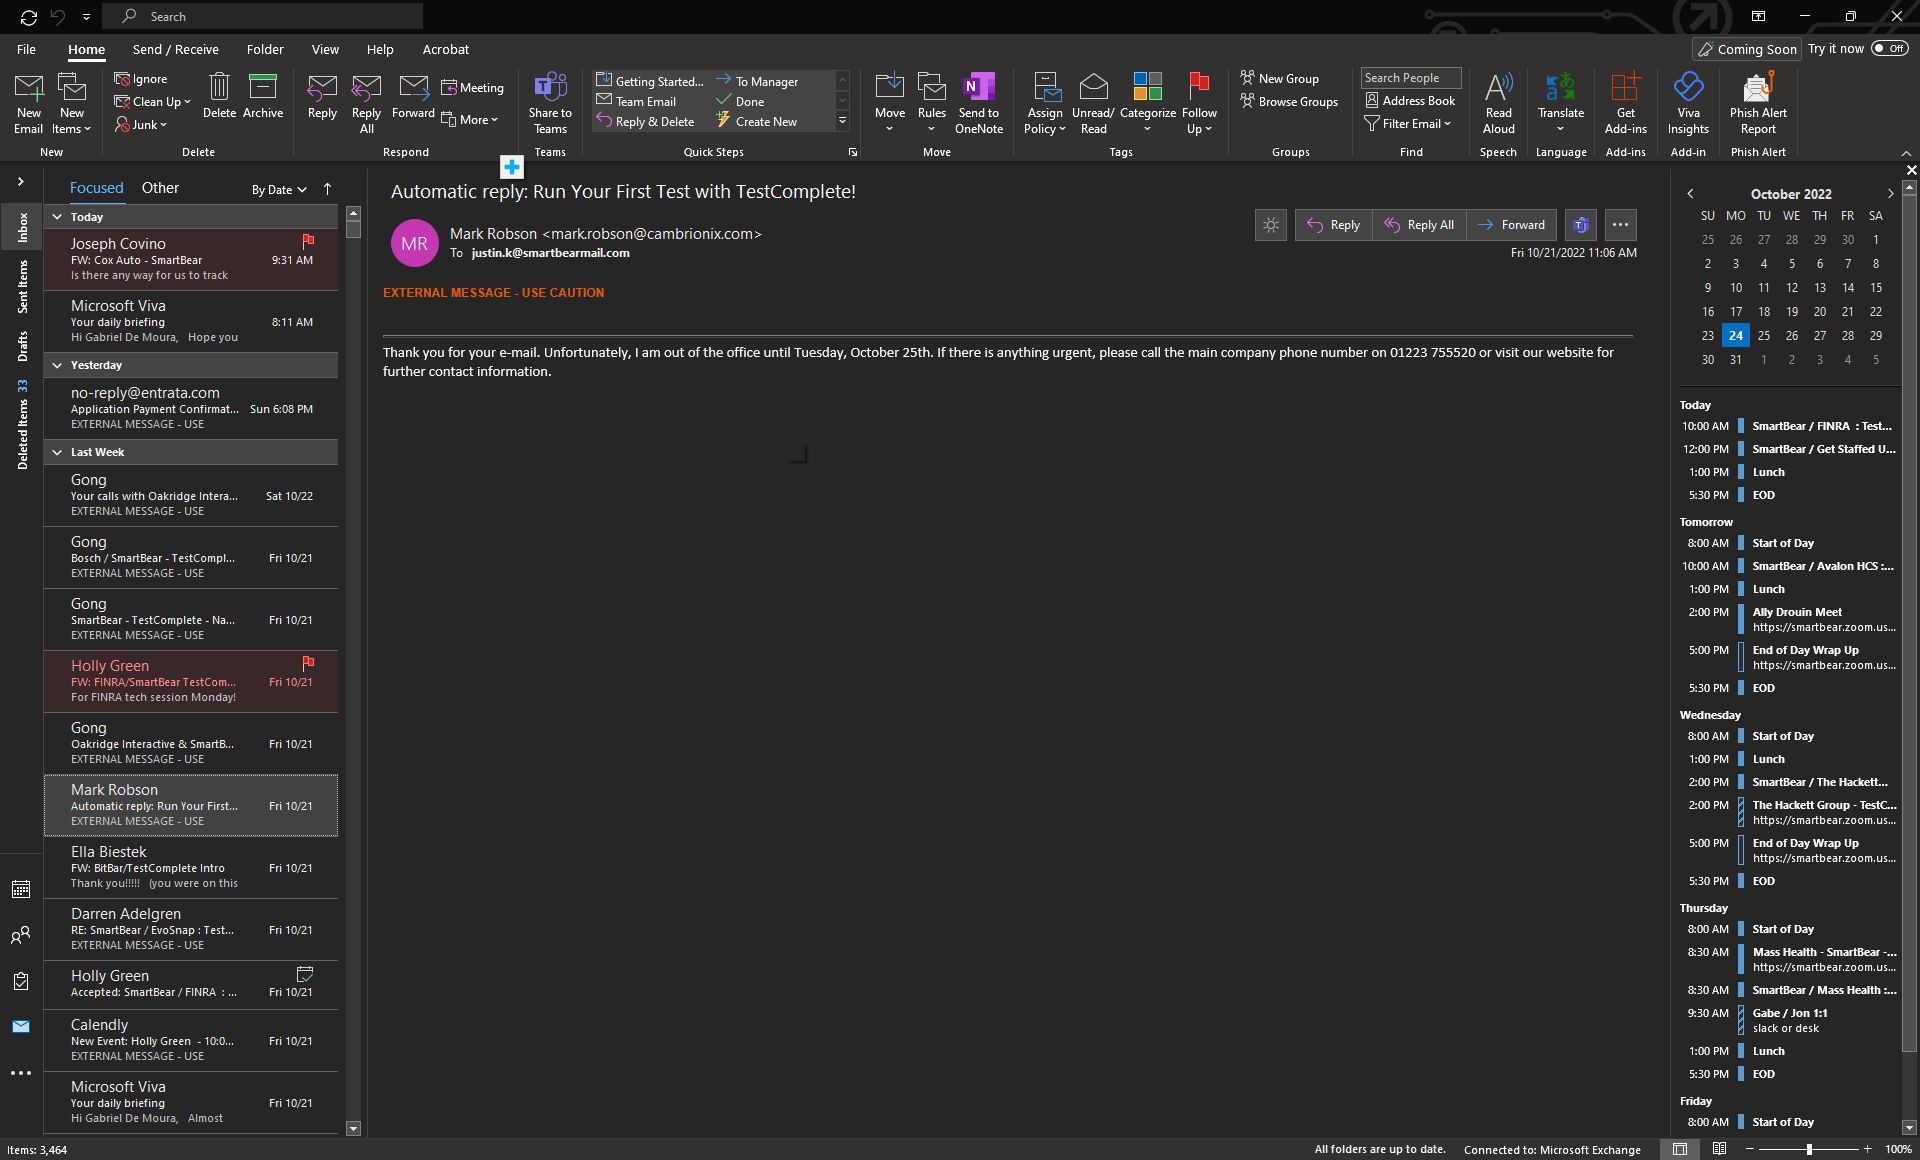 Search
File Home Send / Receive Folder View Help Acrobat
Coming Soon Try it now Off
New Email
New Items
New
Ignore
Clean Up
Junk
Delete
Archive
Delete
Reply
Reply All
Forward
Meeting
More
Respond
Share to Teams
Teams
Getting Started...
Team Email
Reply & Delete
To Manager
Done
Create New
Quick Steps
Move
Rules
Send to OneNote
Move
Assign Policy
Unread/ Read
Categorize
Follow Up
Tags
New Group
Browse Groups
Groups
Search People
Address Book
Filter Email
Find
Read Aloud
Speech
Translate
Language
Get Add-ins
Add-ins
Viva Insights
Add-in
Phish Alert Report
Phish Alert
Inbox
Sent Items
Drafts
Deleted Items 33
Focused Other By Date
Today
Joseph Covino
FW: Cox Auto - SmartBear 9:31 AM
Is there any way for us to track
Microsoft Viva
Your daily briefing 8:11 AM
Hi Gabriel De Moura, Hope you
Yesterday
no-reply@entrata.com
Application Payment Confirmat... Sun 6:08 PM
EXTERNAL MESSAGE - USE
Last Week
Gong
Your calls with Oakridge Intera... Sat 10/22
EXTERNAL MESSAGE - USE
Gong
Bosch / SmartBear - TestCompl... Fri 10/21
EXTERNAL MESSAGE - USE
Gong
SmartBear - TestComplete - Na... Fri 10/21
EXTERNAL MESSAGE - USE
Holly Green
FW: FINRA/SmartBear TestCom... Fri 10/21
For FINRA tech session Monday!
Gong
Oakridge Interactive & SmartB... Fri 10/21
EXTERNAL MESSAGE - USE
Mark Robson
Automatic reply: Run Your First... Fri 10/21
EXTERNAL MESSAGE - USE
Ella Biestek
FW: BitBar/TestComplete Intro Fri 10/21
Thank you!!!!! (you were on this
Darren Adelgren
RE: SmartBear / EvoSnap : Test... Fri 10/21
EXTERNAL MESSAGE - USE
Holly Green
Accepted: SmartBear / FINRA : ... Fri 10/21
Calendly
New Event: Holly Green - 10:0... Fri 10/21
EXTERNAL MESSAGE - USE
Microsoft Viva
Your daily briefing Fri 10/21
Hi Gabriel De Moura, Almost
Automatic reply: Run Your First Test with TestComplete!
MR
Mark Robson <mark.robson@cambrionix.com>
To justin.k@smartbearmail.com
Reply Reply All Forward
Fri 10/21/2022 11:06 AM
EXTERNAL MESSAGE - USE CAUTION
Thank you for your e-mail. Unfortunately, I am out of the office until Tuesday, October 25th. If there is anything urgent, please call the main company phone number on 01223 755520 or visit our website for
further contact information.
October 2022
SU MO TU WE TH FR SA
25 26 27 28 29 30 1
2 3 4 5 6 7 8
9 10 11 12 13 14 15
16 17 18 19 20 21 22
23 24 25 26 27 28 29
30 31 1 2 3 4 5
Today
10:00 AM SmartBear / FINRA : Test...
12:00 PM SmartBear / Get Staffed U...
1:00 PM Lunch
5:30 PM EOD
Tomorrow
8:00 AM Start of Day
10:00 AM SmartBear / Avalon HCS :...
1:00 PM Lunch
2:00 PM Ally Drouin Meet
https://smartbear.zoom.us...
5:00 PM End of Day Wrap Up
https://smartbear.zoom.us...
5:30 PM EOD
Wednesday
8:00 AM Start of Day
1:00 PM Lunch
2:00 PM SmartBear / The Hackett...
2:00 PM The Hackett Group - TestC...
https://smartbear.zoom.us...
5:00 PM End of Day Wrap Up
https://smartbear.zoom.us...
5:30 PM EOD
Thursday
8:00 AM Start of Day
8:30 AM Mass Health - SmartBear -...
https://smartbear.zoom.us...
8:30 AM SmartBear / Mass Health :...
9:30 AM Gabe / Jon 1:1
slack or desk
1:00 PM Lunch
5:30 PM EOD
Friday
8:00 AM Start of Day
Items: 3,464
All folders are up to date. Connected to: Microsoft Exchange 100%